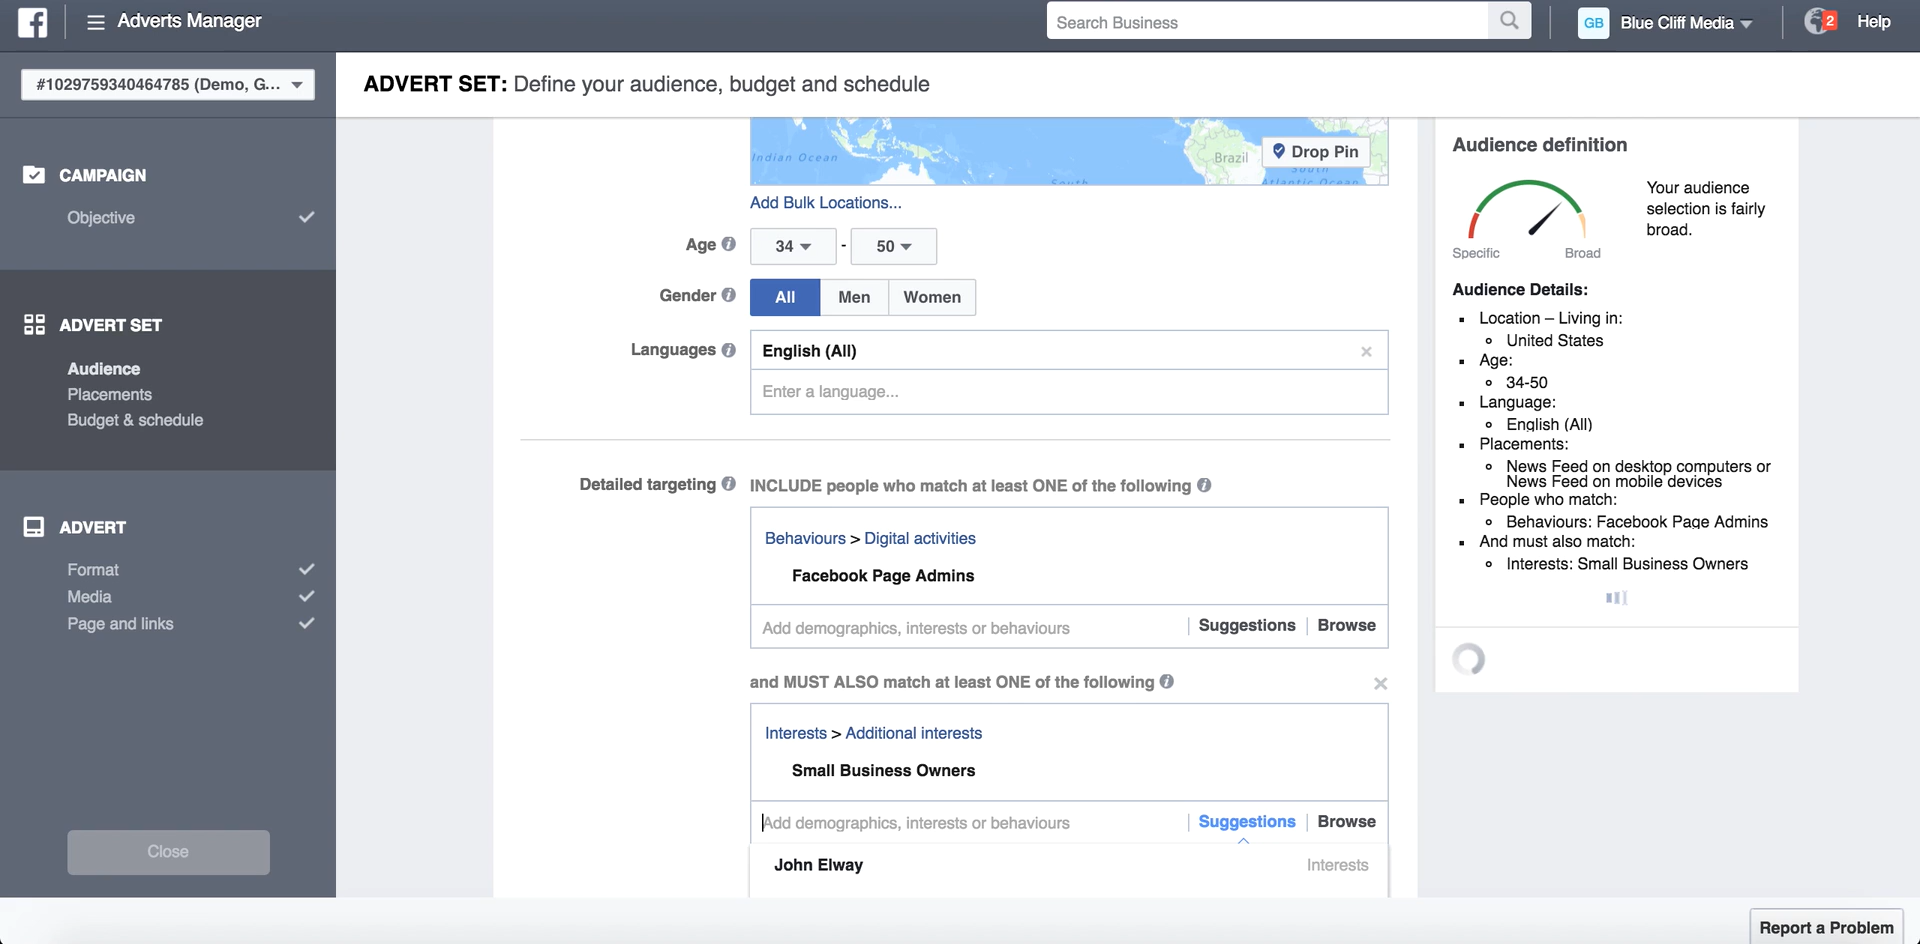 Adverts Manager
Search Business
GB
Blue Cliff Media
2
Help
#1029759340464785 (Demo, G...
ADVERT SET: Define your audience, budget and schedule
CAMPAIGN
Objective
ADVERT SET
Audience
Placements
Budget & schedule
ADVERT
Format
Media
Page and links
Close
Indian Ocean
Brazil
South
South
Atlantic Ocean
Drop Pin
Add Bulk Locations...
Age
34
-
50
Gender
All
Men
Women
Languages
English (All)
Enter a language...
Detailed targeting
INCLUDE people who match at least ONE of the following
Behaviours > Digital activities
Facebook Page Admins
Add demographics, interests or behaviours
Suggestions
Browse
and MUST ALSO match at least ONE of the following
Interests > Additional interests
Small Business Owners
Add demographics, interests or behaviours
Suggestions
Browse
John Elway
Interests
Audience definition
Your audience
selection is fairly
broad.
Specific
Broad
Audience Details:
Location – Living in:
United States
Age:
34-50
Language:
English (All)
Placements:
News Feed on desktop computers or
News Feed on mobile devices
People who match:
Behaviours: Facebook Page Admins
And must also match:
Interests: Small Business Owners
Report a Problem